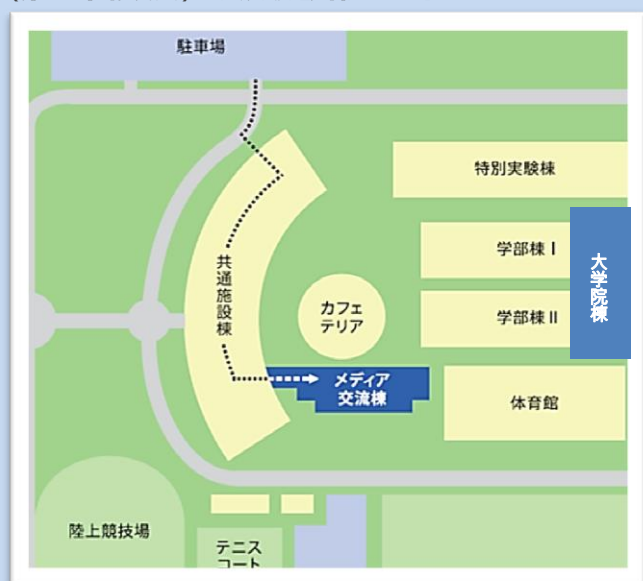 駐車場
特別実験棟
学部棟 I
大学院棟
共通施設棟
カフェ
テリア
学部棟 II
メディア
交流棟
体育館
陸上競技場
テニス
コート